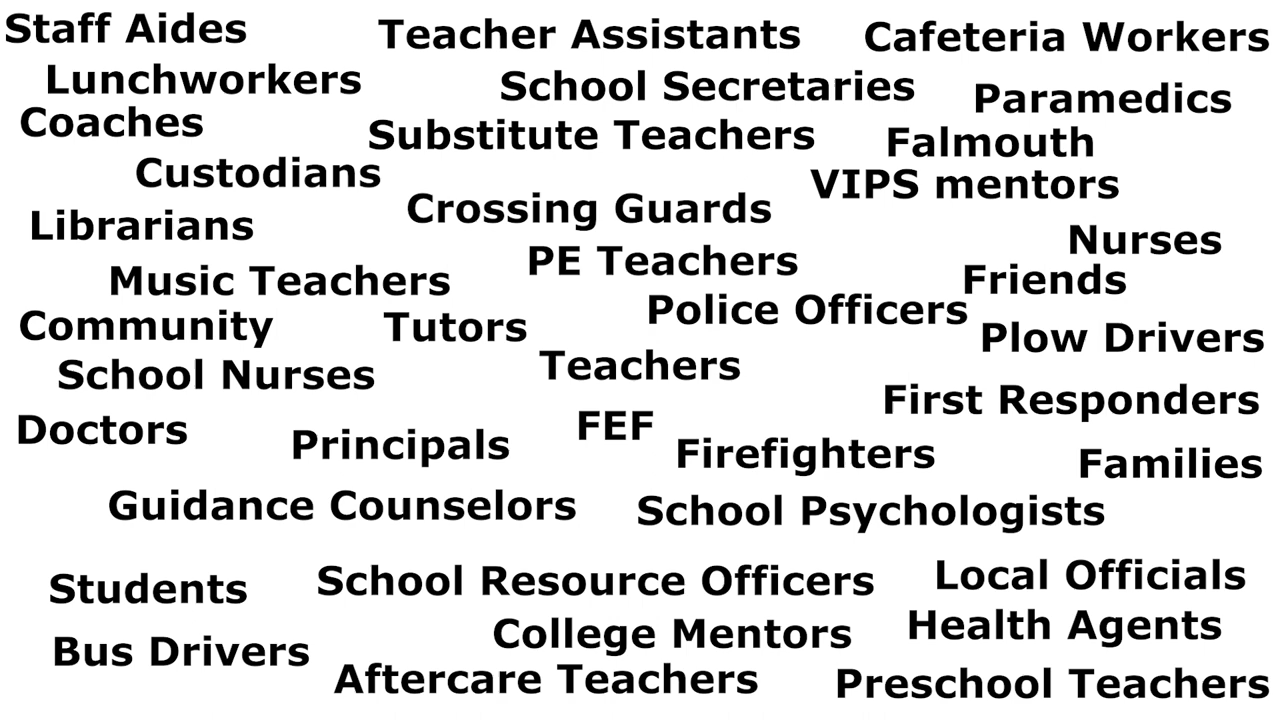 Staff Aides
Teacher Assistants
Cafeteria Workers
Lunchworkers
School Secretaries
Paramedics
Coaches
Substitute Teachers
Falmouth
VIPS mentors
Custodians
Crossing Guards
Librarians
Nurses
PE Teachers
Music Teachers
Friends
Police Officers
Community
Tutors
Plow Drivers
Teachers
School Nurses
First Responders
Doctors
FEF
Principals
Firefighters
Families
Guidance Counselors
School Psychologists
Students
School Resource Officers
Local Officials
College Mentors
Health Agents
Bus Drivers
Aftercare Teachers
Preschool Teachers